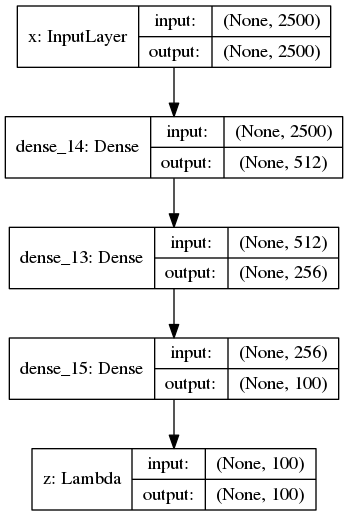 x: InputLayer
input: (None, 2500)
output: (None, 2500)
dense_14: Dense
input: (None, 2500)
output: (None, 512)
dense_13: Dense
input: (None, 512)
output: (None, 256)
dense_15: Dense
input: (None, 256)
output: (None, 100)
z: Lambda
input: (None, 100)
output: (None, 100)